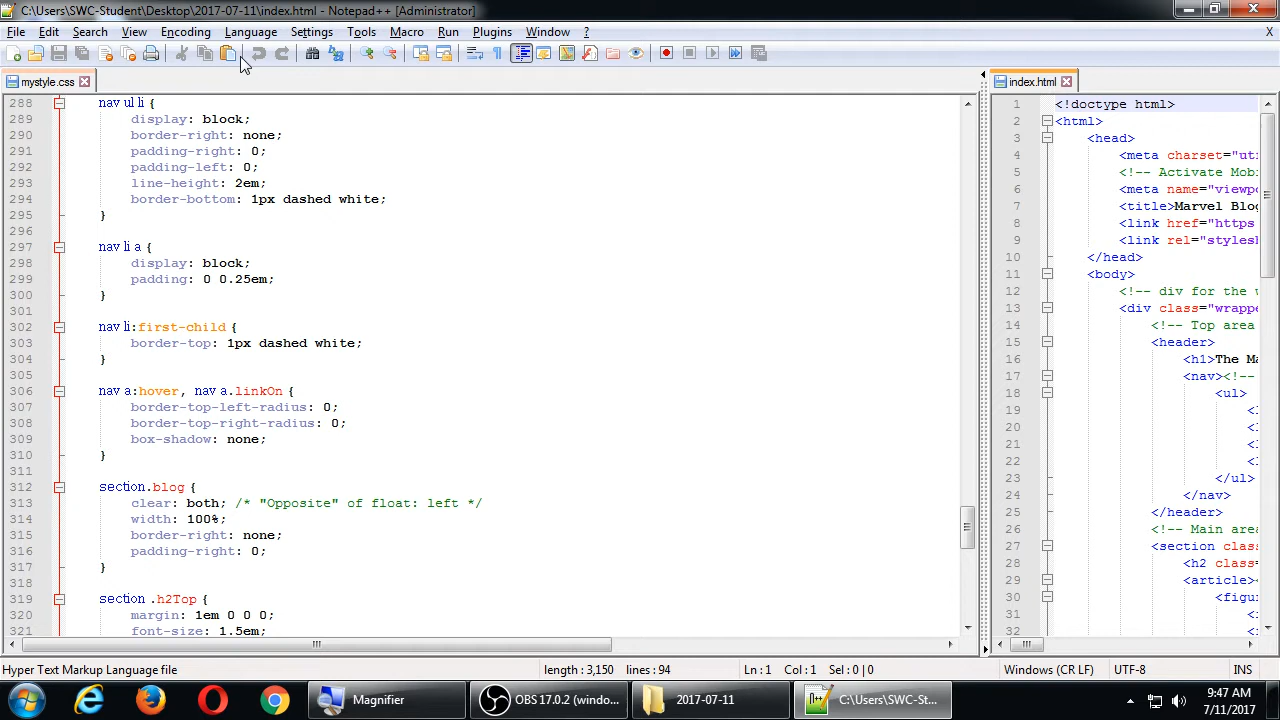 C:\Users\SWC-Student\Desktop\2017-07-11\index.html - Notepad++ [Administrator]
File Edit Search View Encoding Language Settings Tools Macro Run Plugins Window ?
mystyle.css
288 nav ul li {
289 display: block;
290 border-right: none;
291 padding-right: 0;
292 padding-left: 0;
293 line-height: 2em;
294 border-bottom: 1px dashed white;
295 }
296
297 nav li a {
298 display: block;
299 padding: 0 0.25em;
300 }
301
302 nav li:first-child {
303 border-top: 1px dashed white;
304 }
305
306 nav a:hover, nav a.linkOn {
307 border-top-left-radius: 0;
308 border-top-right-radius: 0;
309 box-shadow: none;
310 }
311
312 section.blog {
313 clear: both; /* "Opposite" of float: left */
314 width: 100%;
315 border-right: none;
316 padding-right: 0;
317 }
318
319 section .h2Top {
320 margin: 1em 0 0 0;
321 font-size: 1.5em;
index.html
1 <!doctype html>
2 <html>
3 <head>
4 <meta charset="ut
5 <!-- Activate Mob
6 <meta name="viewp
7 <title>Marvel Blo
8 <link href="https
9 <link rel="styles
10 </head>
11 <body>
12 <!-- div for the w
13 <div class="wrappe
14 <!-- Top area
15 <header>
16 <h1>The Ma
17 <nav><!--
18 <ul>
19 <
20 <
21 <
22 <
23 </ul>
24 </nav>
25 </header>
26 <!-- Main area
27 <section clas
28 <h2 class=
29 <article>
30 <figu
31 <
32 <
Hyper Text Markup Language file length : 3,150 lines : 94 Ln : 1 Col : 1 Sel : 0 | 0 Windows (CR LF) UTF-8 INS
Magnifier OBS 17.0.2 (windo... 2017-07-11 C:\Users\SWC-St... 9:47 AM
7/11/2017